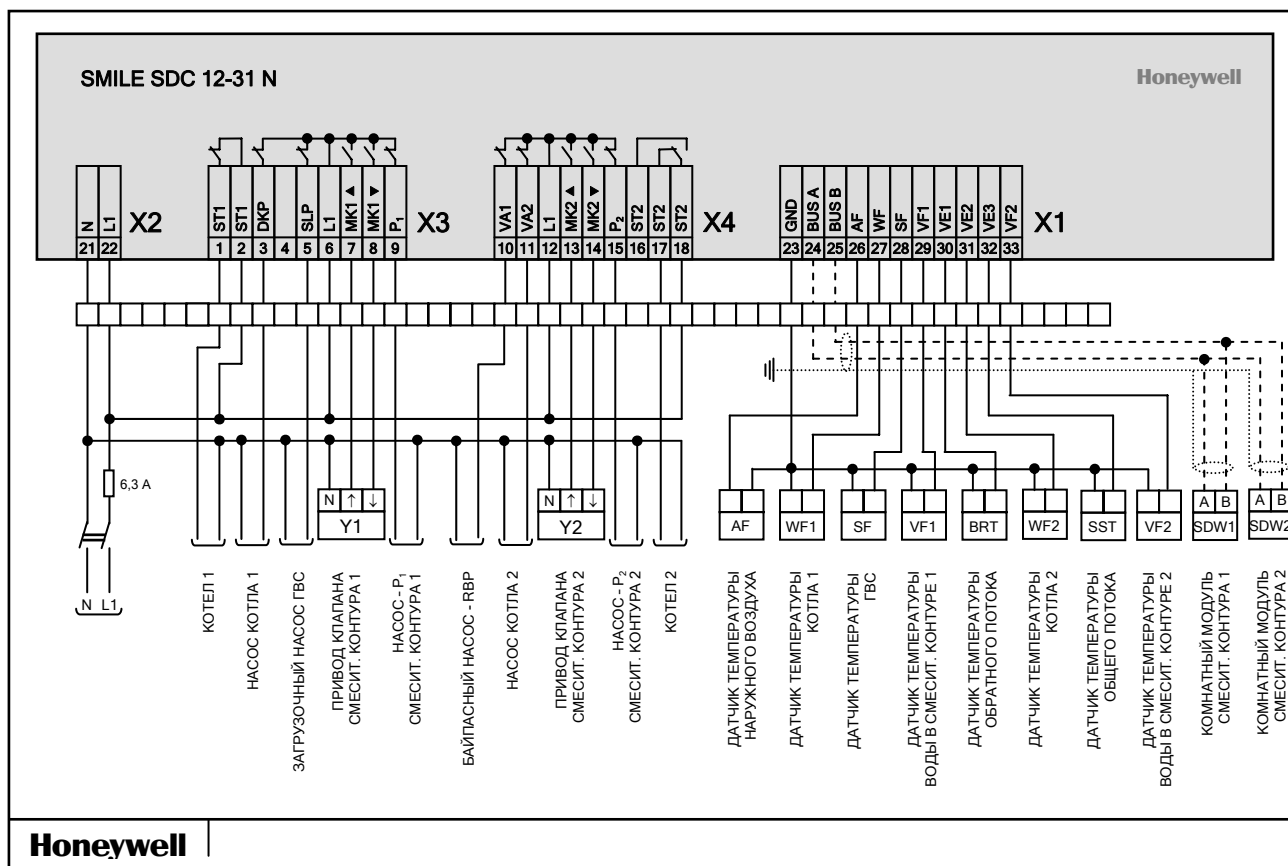 SMILE SDC 12-31 N
Honeywell
N L1 X2
21 22
ST1 ST1 DKP SLP L1 MK1▲ MK1▼ P₁ X3
1 2 3 4 5 6 7 8 9
VA1 VA2 L1 MK2▲ MK2▼ P₂ ST2 ST2 ST2 X4
10 11 12 13 14 15 16 17 18
GND BUS A BUS B AF WF SF VF1 VE1 VE2 VE3 VF2 X1
23 24 25 26 27 28 29 30 31 32 33
6,3 A
N L1
N ↑ ↓
Y1
N ↑ ↓
Y2
AF WF1 SF VF1 BRT WF2 SST VF2
A B
SDW1
A B
SDW2
КОТЕЛ 1
НАСОС КОТЛА 1
ЗАГРУЗОЧНЫЙ НАСОС ГВС
ПРИВОД КЛАПАНА
СМЕСИТ. КОНТУРА 1
НАСОС - P₁
СМЕСИТ. КОНТУРА 1
БАЙПАСНЫЙ НАСОС - RBP
НАСОС КОТЛА 2
ПРИВОД КЛАПАНА
СМЕСИТ. КОНТУРА 2
НАСОС - P₂
СМЕСИТ. КОНТУРА 2
КОТЕЛ 2
ДАТЧИК ТЕМПЕРАТУРЫ
НАРУЖНОГО ВОЗДУХА
ДАТЧИК ТЕМПЕРАТУРЫ
КОТЛА 1
ДАТЧИК ТЕМПЕРАТУРЫ
ГВС
ДАТЧИК ТЕМПЕРАТУРЫ
ВОДЫ В СМЕСИТ. КОНТУРЕ 1
ДАТЧИК ТЕМПЕРАТУРЫ
ОБРАТНОГО ПОТОКА
ДАТЧИК ТЕМПЕРАТУРЫ
КОТЛА 2
ДАТЧИК ТЕМПЕРАТУРЫ
ОБЩЕГО ПОТОКА
ДАТЧИК ТЕМПЕРАТУРЫ
ВОДЫ В СМЕСИТ. КОНТУРЕ 2
КОМНАТНЫЙ МОДУЛЬ
СМЕСИТ. КОНТУРА 1
КОМНАТНЫЙ МОДУЛЬ
СМЕСИТ. КОНТУРА 2
Honeywell